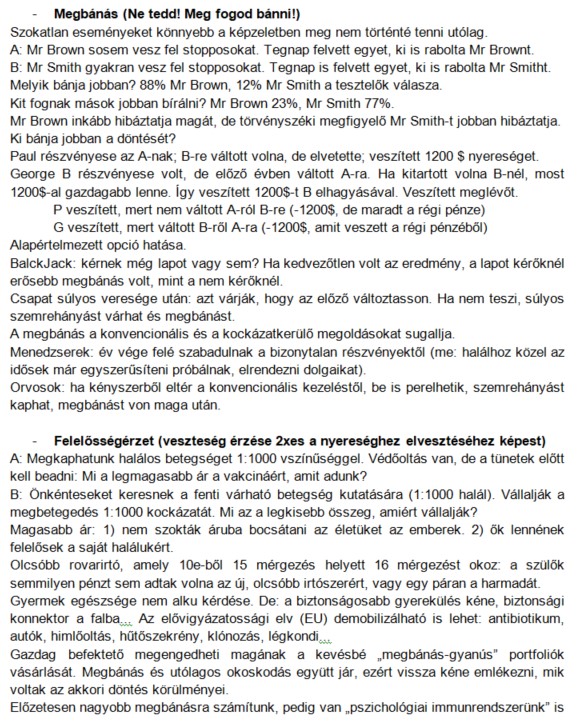 - Megbánás (Ne tedd! Meg fogod bánni!)
Szokatlan eseményeket könnyebb a képzeletben meg nem történté tenni utólag.
A: Mr Brown sosem vesz fel stopposokat. Tegnap felvett egyet, ki is rabolta Mr Brownt.
B: Mr Smith gyakran vesz fel stopposokat. Tegnap is felvett egyet, ki is rabolta Mr Smitht.
Melyik bánja jobban? 88% Mr Brown, 12% Mr Smith a tesztelők válasza.
Kit fognak mások jobban bírálni? Mr Brown 23%, Mr Smith 77%.
Mr Brown inkább hibáztatja magát, de törvényszéki megfigyelő Mr Smith-t jobban hibáztatja.
Ki bánja jobban a döntését?
Paul részvényese az A-nak; B-re váltott volna, de elvetette; veszített 1200 $ nyereséget.
George B részvényese volt, de előző évben váltott A-ra. Ha kitartott volna B-nél, most
1200$-al gazdagabb lenne. Így veszített 1200$-t B elhagyásával. Veszített meglévőt.
P veszített, mert nem váltott A-ról B-re (-1200$, de maradt a régi pénze)
G veszített, mert váltott B-ről A-ra (-1200$, amit veszett a régi pénzéből)
Alapértelmezett opció hatása.
BalckJack: kérnek még lapot vagy sem? Ha kedvezőtlen volt az eredmény, a lapot kérőknél
erősebb megbánás volt, mint a nem kérőknél.
Csapat súlyos veresége után: azt várják, hogy az előző változtasson. Ha nem teszi, súlyos
szemrehányást várhat és megbánást.
A megbánás a konvencionális és a kockázatkerülő megoldásokat sugallja.
Menedzserek: év vége felé szabadulnak a bizonytalan részvényektől (me: halálhoz közel az
idősek már egyszerűsíteni próbálnak, elrendezni dolgaikat).
Orvosok: ha kényszerből eltér a konvencionális kezeléstől, be is perelhetik, szemrehányást
kaphat, megbánást von maga után.
- Felelősségérzet (veszteség érzése 2xes a nyereséghez elvesztéséhez képest)
A: Megkaphatunk halálos betegséget 1:1000 vszínűséggel. Védőoltás van, de a tünetek előtt
kell beadni: Mi a legmagasabb ár a vakcináért, amit adunk?
B: Önkénteseket keresnek a fenti várható betegség kutatására (1:1000 halál). Vállalják a
megbetegedés 1:1000 kockázatát. Mi az a legkisebb összeg, amiért vállalják?
Magasabb ár: 1) nem szokták áruba bocsátani az életüket az emberek. 2) ők lennének
felelősök a saját halálukért.
Olcsóbb rovarirtó, amely 10e-ből 15 mérgezés helyett 16 mérgezést okoz: a szülők
semmilyen pénzt sem adtak volna az új, olcsóbb irtószerért, vagy egy páran a harmadát.
Gyermek egészsége nem alku kérdése. De: a biztonságosabb gyerekülés kéne, biztonsági
konnektor a falba... Az elővigyázatossági elv (EU) demobilizálható is lehet: antibiotikum,
autók, himlőoltás, hűtőszekrény, klónozás, légkondi...
Gazdag befektető megengedheti magának a kevésbé „megbánás-gyanús” portfoliók
vásárlását. Megbánás és utólagos okoskodás együtt jár, ezért vissza kéne emlékezni, mik
voltak az akkori döntés körülményei.
Előzetesen nagyobb megbánásra számítunk, pedig van „pszichológiai immunrendszerünk” is